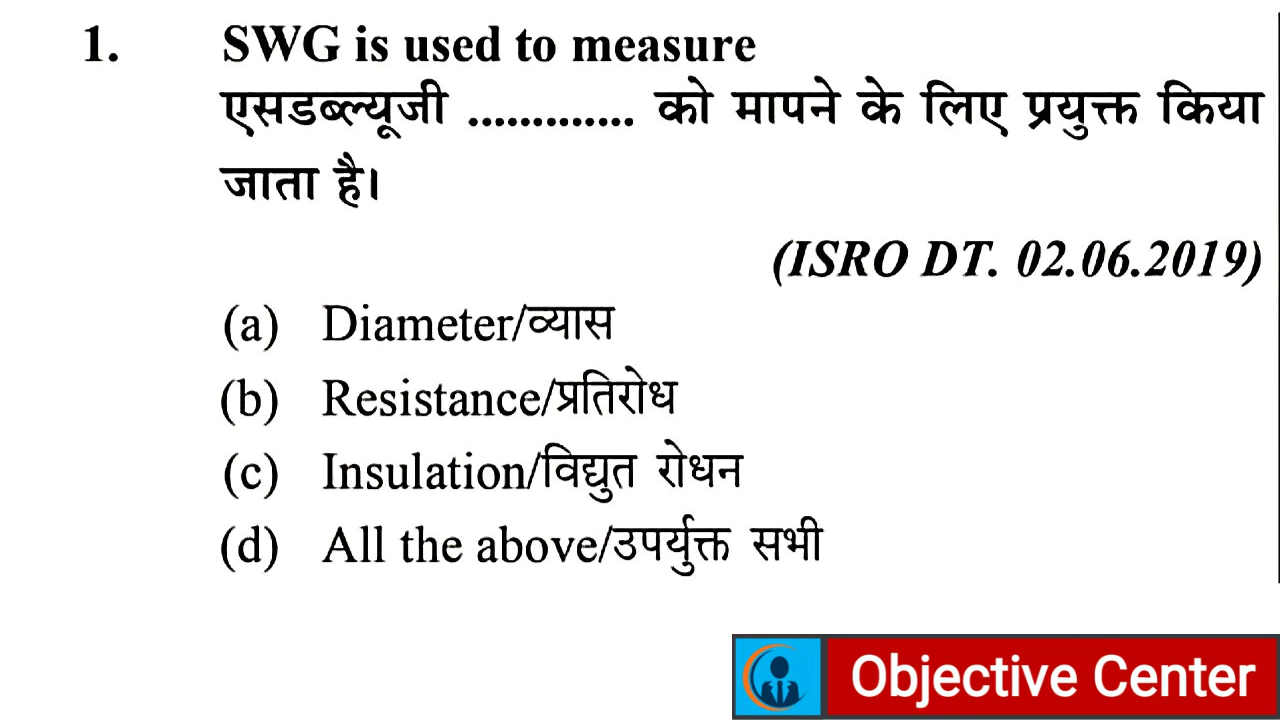 1. SWG is used to measure
एसडब्ल्यूजी ............. को मापने के लिए प्रयुक्त किया
जाता है।
(ISRO DT. 02.06.2019)
(a) Diameter/व्यास
(b) Resistance/प्रतिरोध
(c) Insulation/विद्युत रोधन
(d) All the above/उपर्युक्त सभी
Objective Center